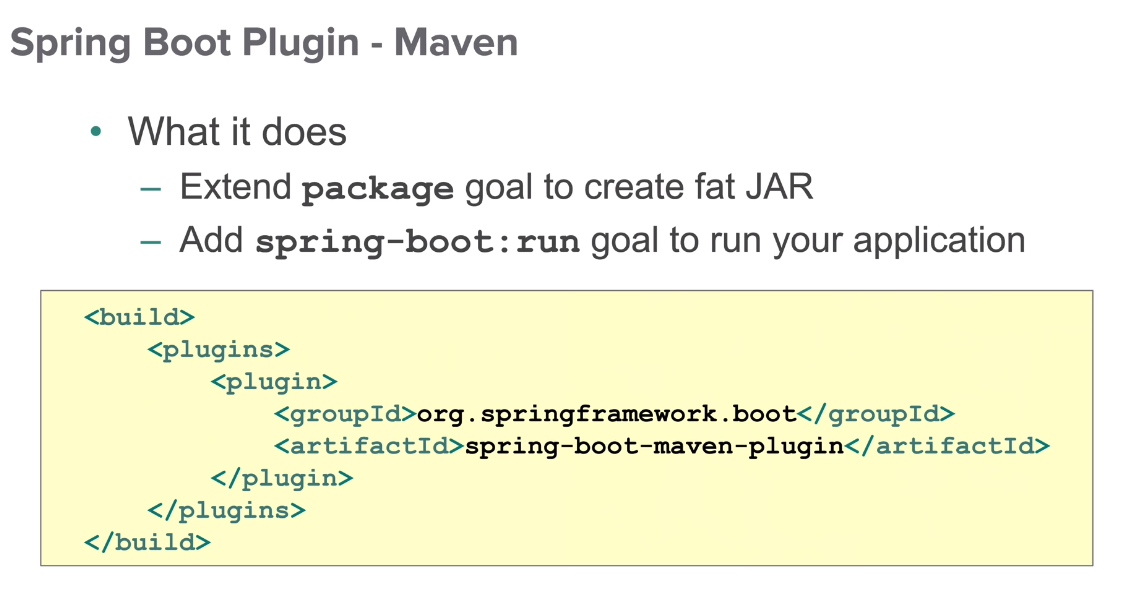 Spring Boot Plugin - Maven
• What it does
– Extend package goal to create fat JAR
– Add spring-boot:run goal to run your application
<build>
<plugins>
<plugin>
<groupId>org.springframework.boot</groupId>
<artifactId>spring-boot-maven-plugin</artifactId>
</plugin>
</plugins>
</build>